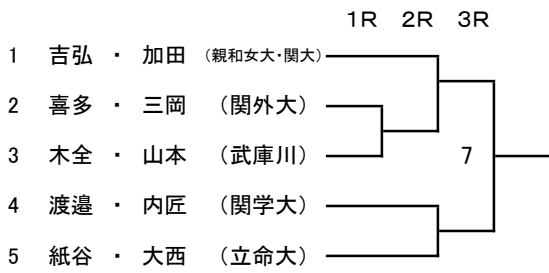 1R 2R 3R
1 吉弘 ・ 加田 (親和女大・関大)
2 喜多 ・ 三岡 (関外大)
3 木全 ・ 山本 (武庫川) 7
4 渡邉 ・ 内匠 (関学大)
5 紙谷 ・ 大西 (立命大)